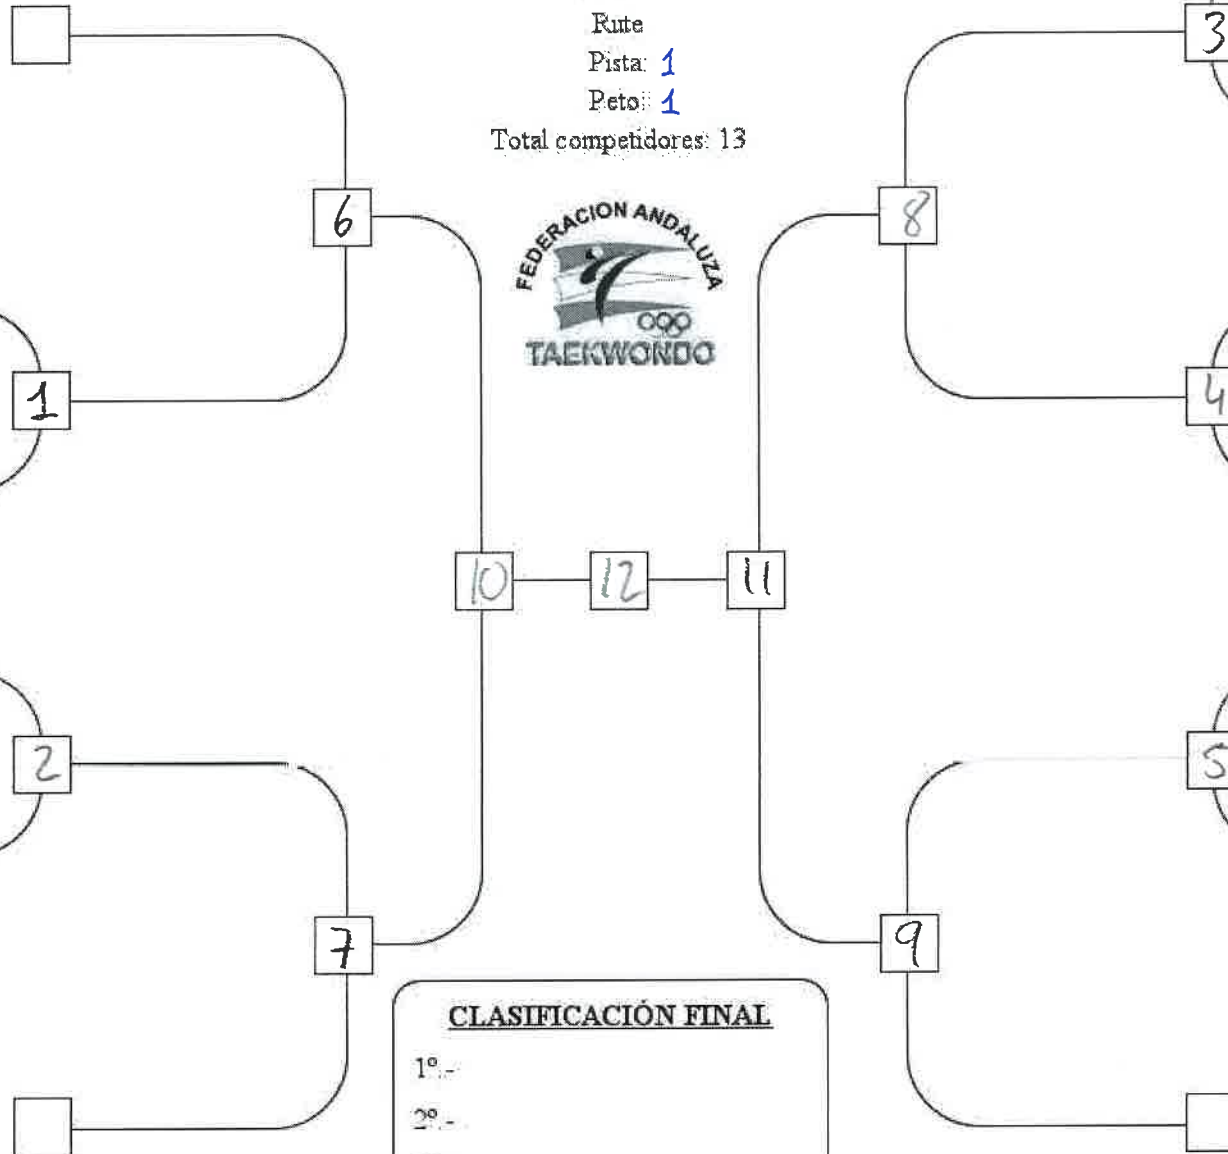 Rute
Pista: 1
Peto: 1
Total competidores: 13
FEDERACION ANDALUZA
TAEKWONDO
3
6
8
1
4
10
12
11
2
5
7
9
CLASIFICACIÓN FINAL
1º.-
2º.-